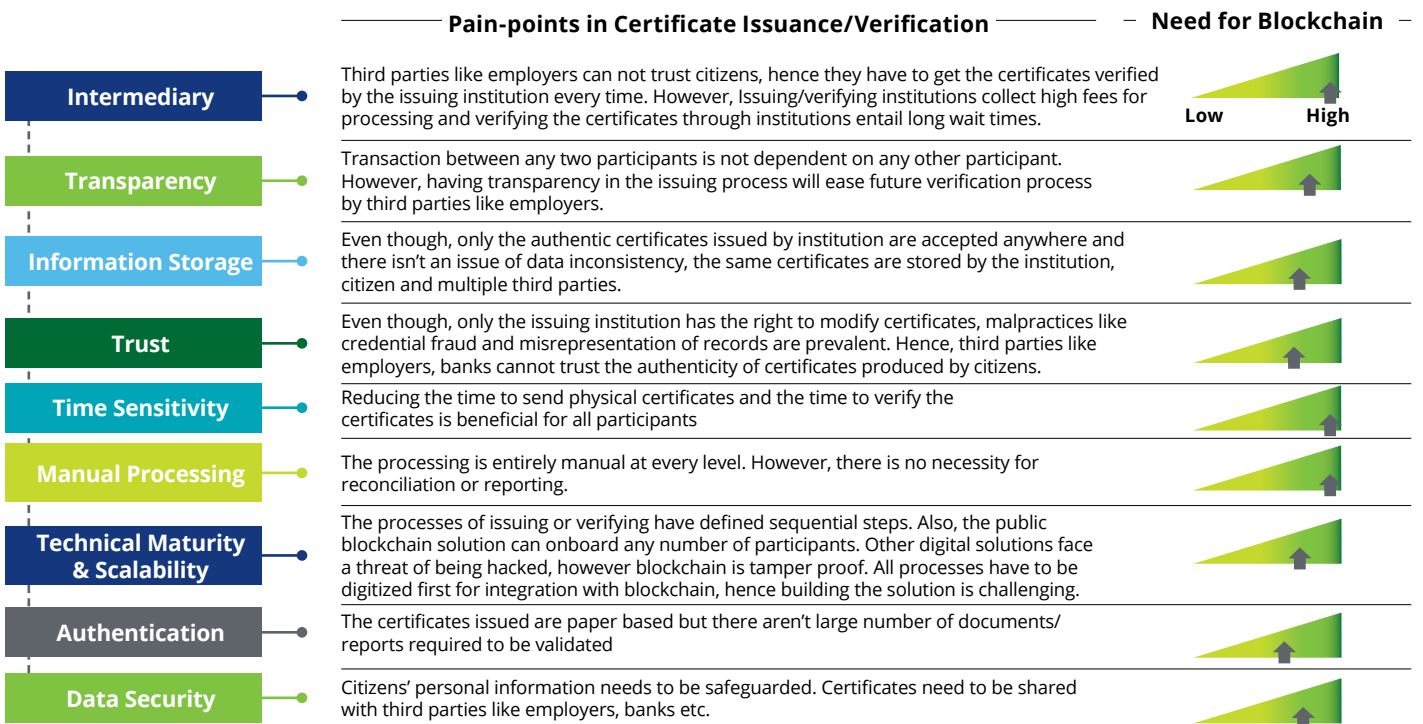 Pain-points in Certificate Issuance/Verification
Need for Blockchain
Intermediary
Third parties like employers can not trust citizens, hence they have to get the certificates verified
by the issuing institution every time. However, Issuing/verifying institutions collect high fees for
processing and verifying the certificates through institutions entail long wait times.
Low
High
Transparency
Transaction between any two participants is not dependent on any other participant.
However, having transparency in the issuing process will ease future verification process
by third parties like employers.
Information Storage
Even though, only the authentic certificates issued by institution are accepted anywhere and
there isn’t an issue of data inconsistency, the same certificates are stored by the institution,
citizen and multiple third parties.
Trust
Even though, only the issuing institution has the right to modify certificates, malpractices like
credential fraud and misrepresentation of records are prevalent. Hence, third parties like
employers, banks cannot trust the authenticity of certificates produced by citizens.
Time Sensitivity
Reducing the time to send physical certificates and the time to verify the
certificates is beneficial for all participants
Manual Processing
The processing is entirely manual at every level. However, there is no necessity for
reconciliation or reporting.
Technical Maturity
& Scalability
The processes of issuing or verifying have defined sequential steps. Also, the public
blockchain solution can onboard any number of participants. Other digital solutions face
a threat of being hacked, however blockchain is tamper proof. All processes have to be
digitized first for integration with blockchain, hence building the solution is challenging.
Authentication
The certificates issued are paper based but there aren’t large number of documents/
reports required to be validated
Data Security
Citizens’ personal information needs to be safeguarded. Certificates need to be shared
with third parties like employers, banks etc.